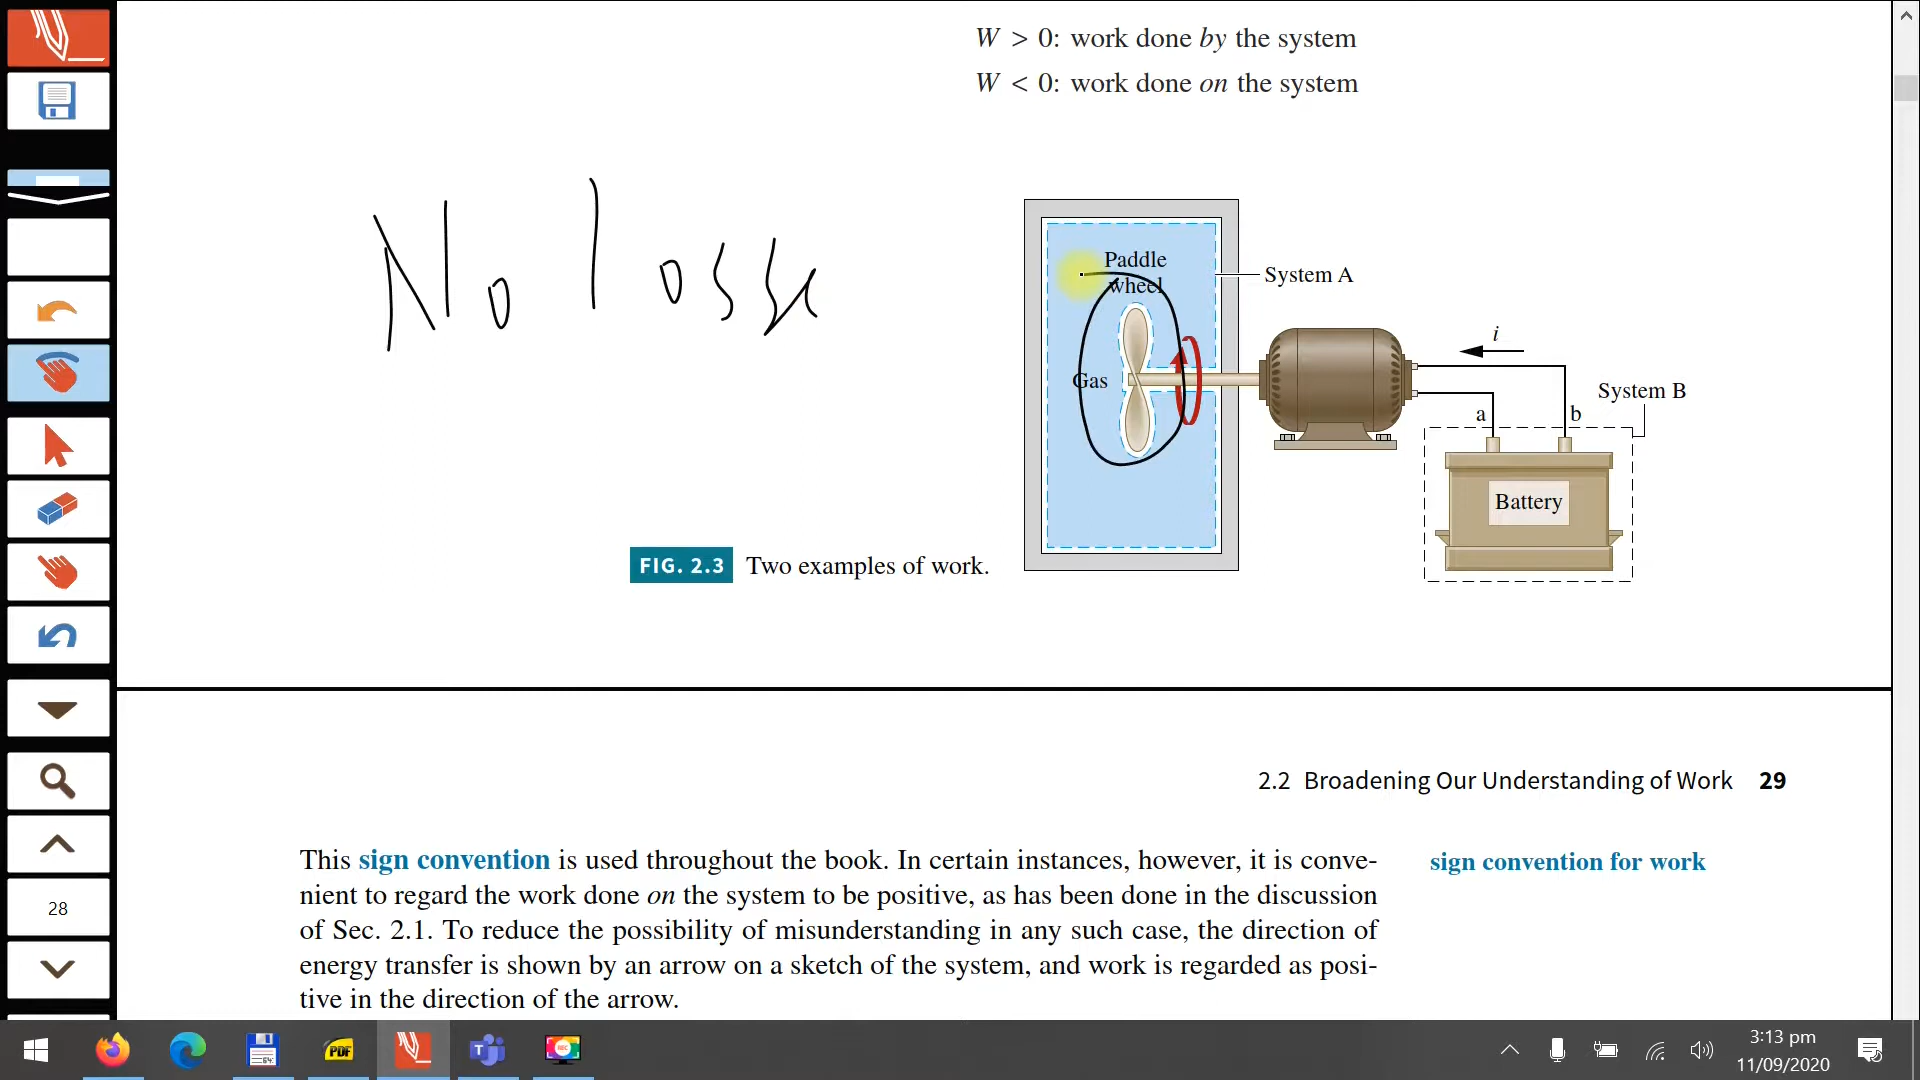 W > 0: work done by the system
W < 0: work done on the system
No losse
Paddle
wheel
System A
i
Gas
System B
a
b
Battery
FIG. 2.3 Two examples of work.
2.2 Broadening Our Understanding of Work 29
This sign convention is used throughout the book. In certain instances, however, it is conve-
nient to regard the work done on the system to be positive, as has been done in the discussion
of Sec. 2.1. To reduce the possibility of misunderstanding in any such case, the direction of
energy transfer is shown by an arrow on a sketch of the system, and work is regarded as posi-
tive in the direction of the arrow.
sign convention for work
28
64
PDF
T
REC
3:13 pm
11/09/2020